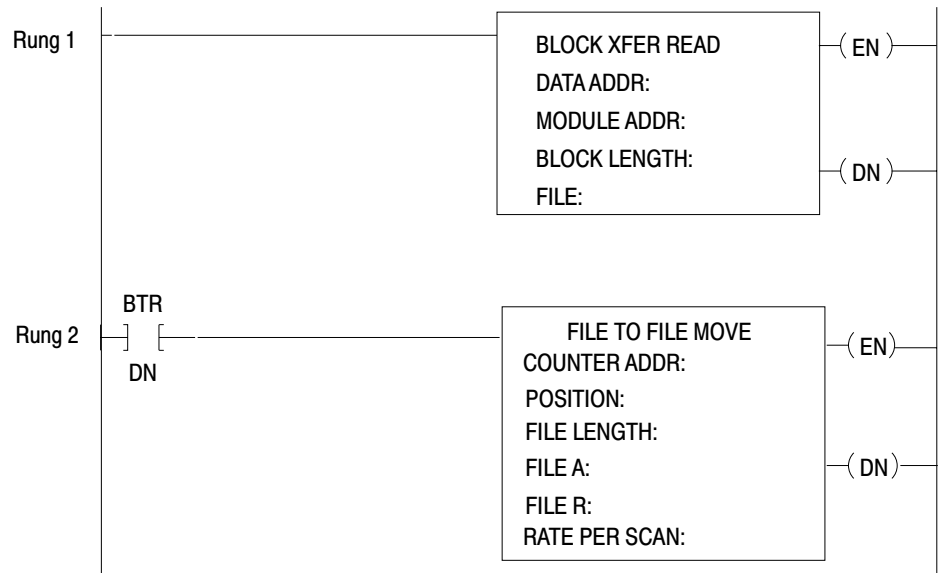 Rung 1
BLOCK XFER READ
DATA ADDR:
MODULE ADDR:
BLOCK LENGTH:
FILE:
( EN )
( DN )
Rung 2
BTR
] [
DN
FILE TO FILE MOVE
COUNTER ADDR:
POSITION:
FILE LENGTH:
FILE A:
FILE R:
RATE PER SCAN:
( EN)
( DN)